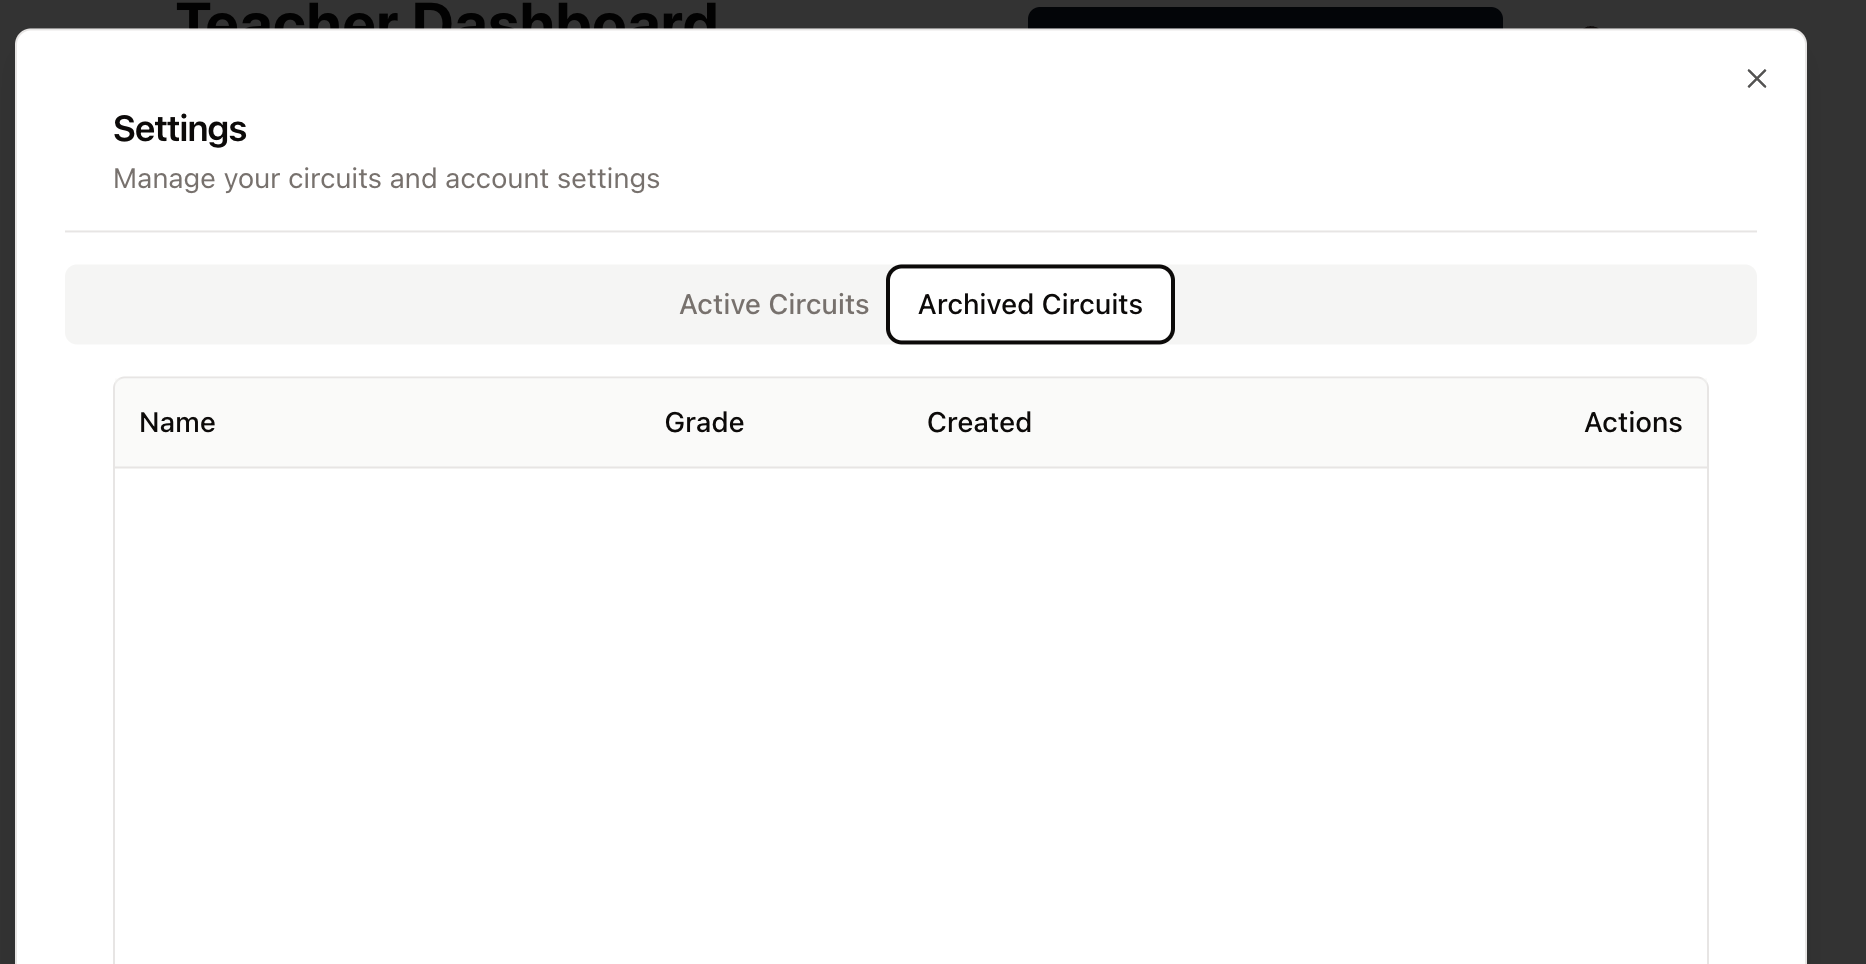 Teacher Dashboard
Settings
Manage your circuits and account settings
Active Circuits Archived Circuits
Name Grade Created Actions